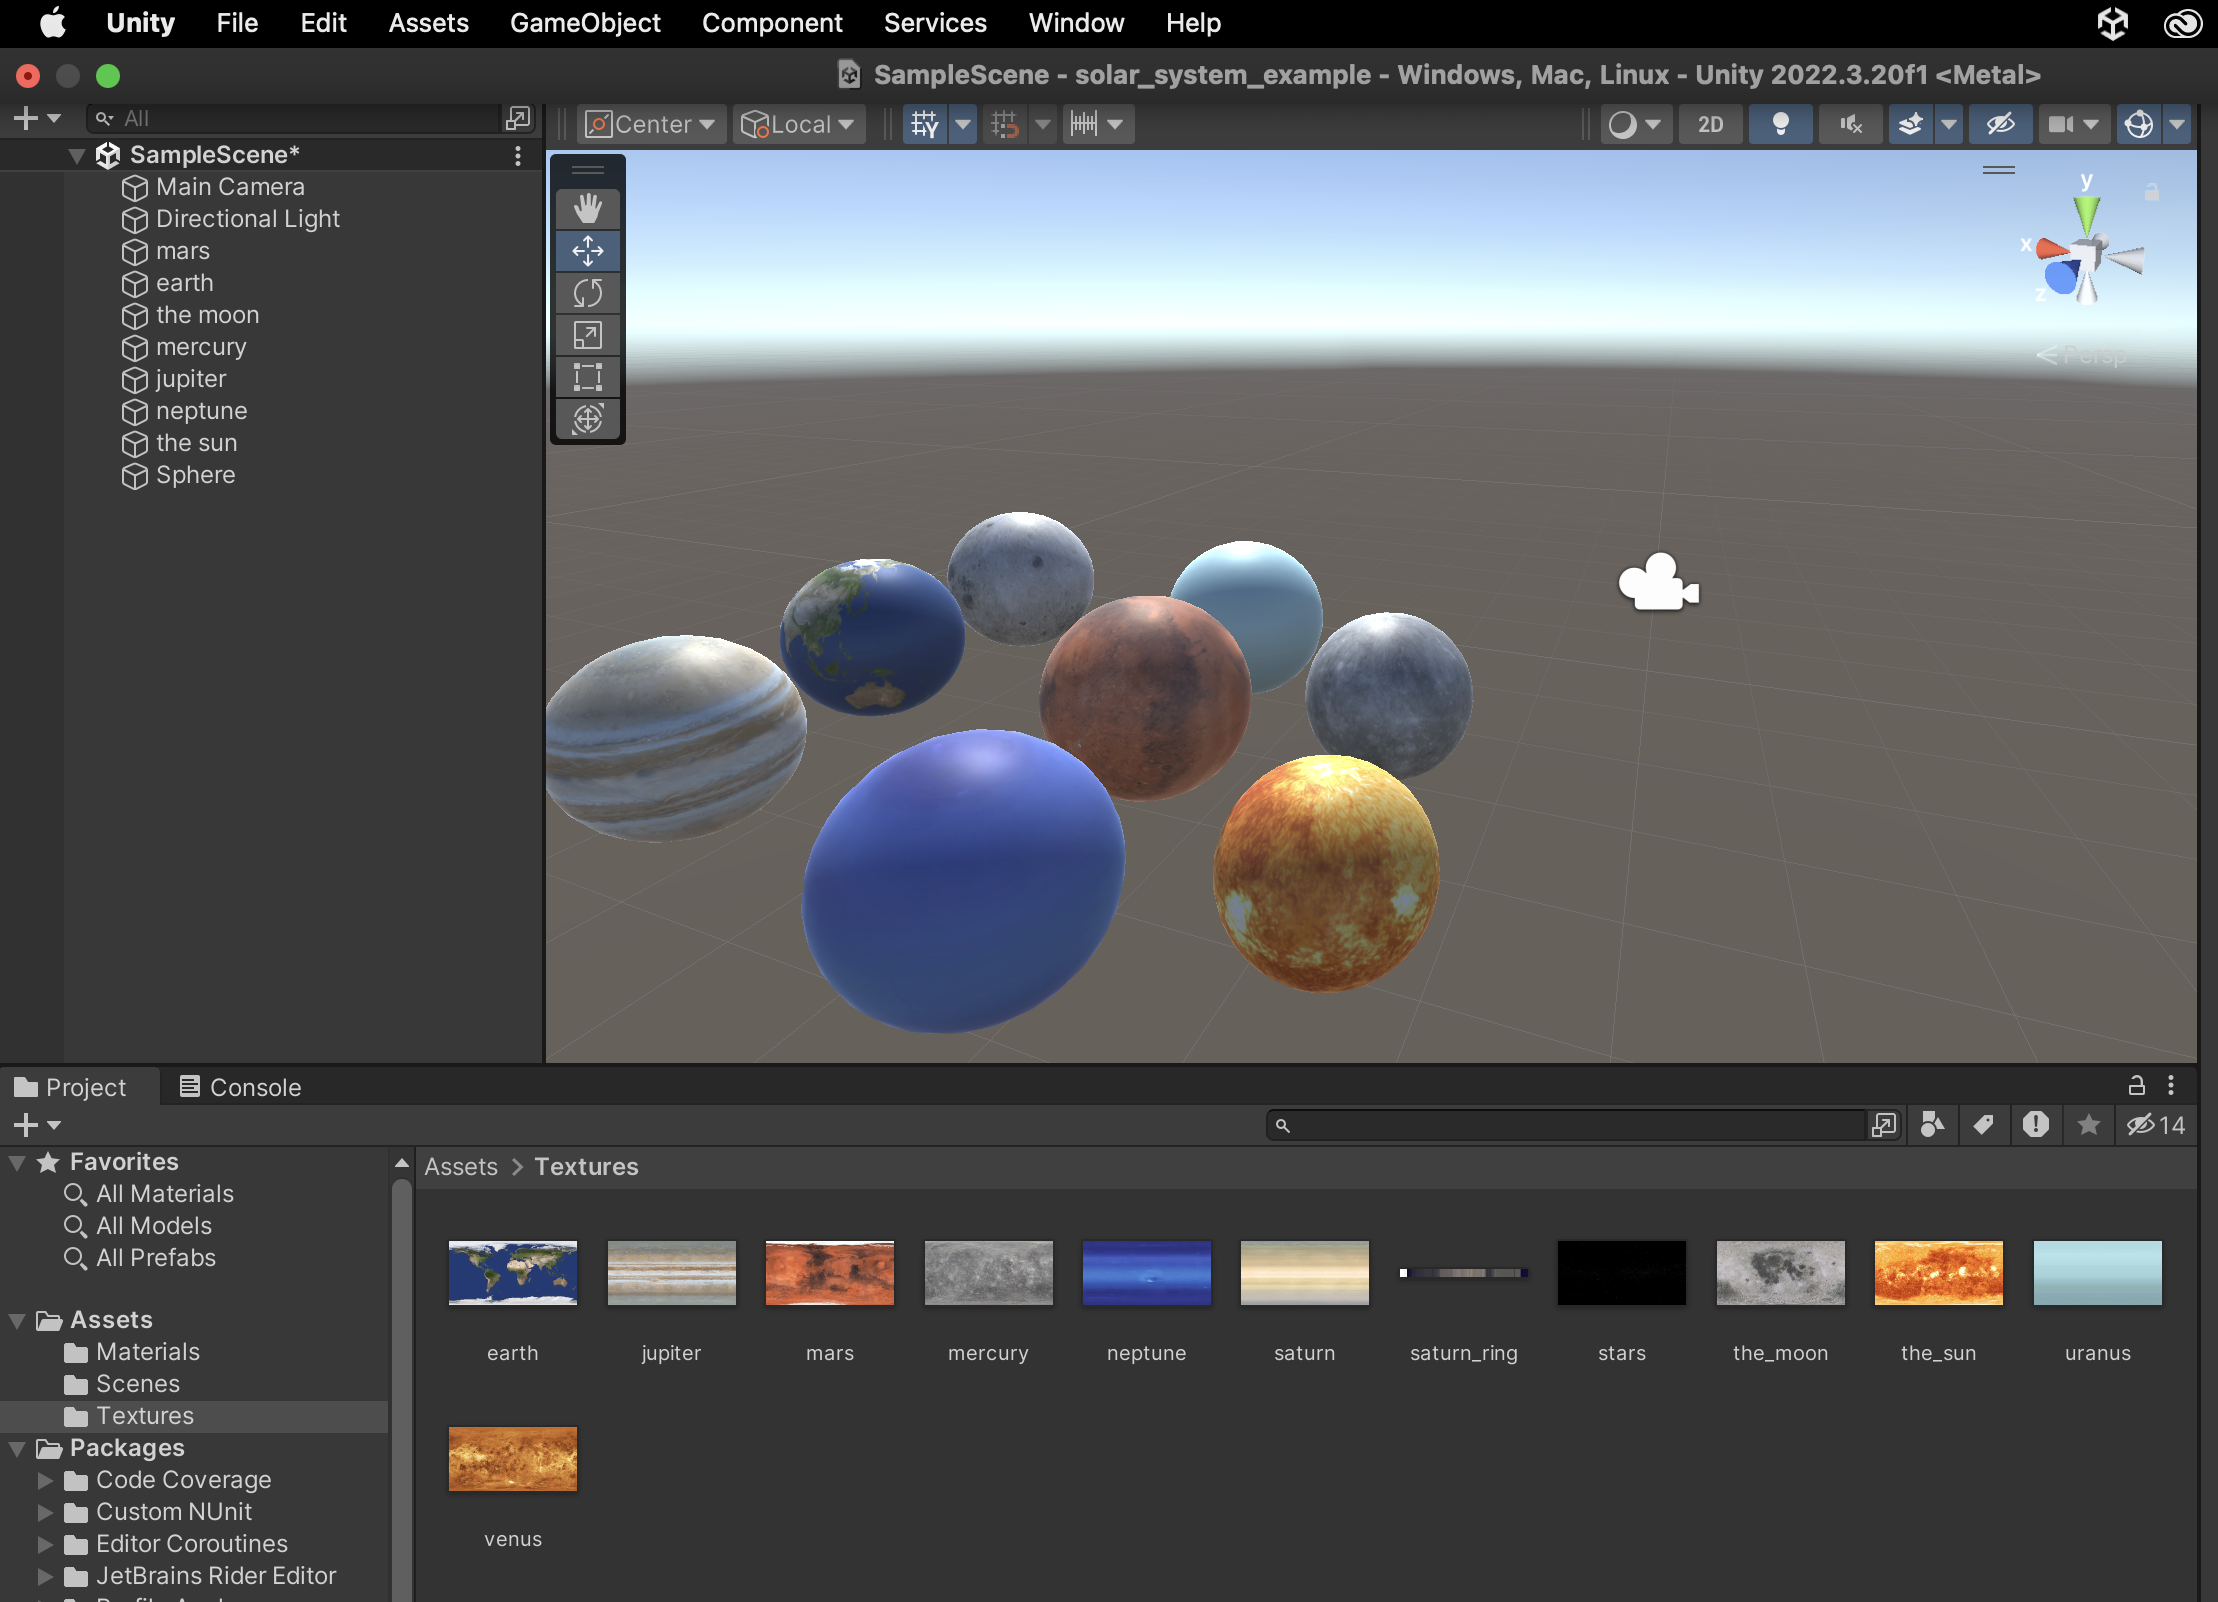 Unity File Edit Assets GameObject Component Services Window Help
SampleScene - solar_system_example - Windows, Mac, Linux - Unity 2022.3.20f1 <Metal>
All
Center Local 2D
SampleScene*
Main Camera
Directional Light
mars
earth
the moon
mercury
jupiter
neptune
the sun
Sphere
y
x
z
Persp
Project Console
14
Favorites
All Materials
All Models
All Prefabs
Assets
Materials
Scenes
Textures
Packages
Code Coverage
Custom NUnit
Editor Coroutines
JetBrains Rider Editor
Assets > Textures
earth jupiter mars mercury neptune saturn saturn_ring stars the_moon the_sun uranus
venus